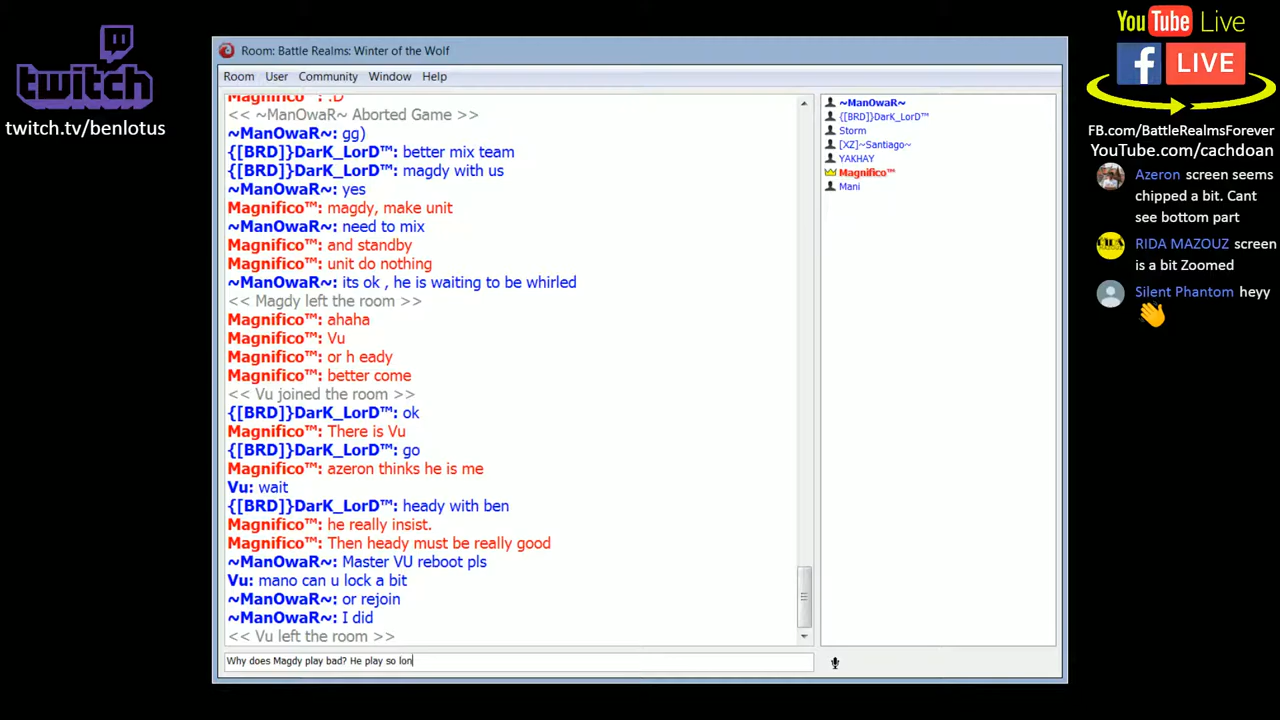 twitch
twitch.tv/benlotus
Room: Battle Realms: Winter of the Wolf
Room User Community Window Help
Magnifico™ : :D
<< ~ManOwaR~ Aborted Game >>
~ManOwaR~: gg)
{[BRD]}DarK_LorD™: better mix team
{[BRD]}DarK_LorD™: magdy with us
~ManOwaR~: yes
Magnifico™: magdy, make unit
~ManOwaR~: need to mix
Magnifico™: and standby
Magnifico™: unit do nothing
~ManOwaR~: its ok , he is waiting to be whirled
<< Magdy left the room >>
Magnifico™: ahaha
Magnifico™: Vu
Magnifico™: or h eady
Magnifico™: better come
<< Vu joined the room >>
{[BRD]}DarK_LorD™: ok
Magnifico™: There is Vu
{[BRD]}DarK_LorD™: go
Magnifico™: azeron thinks he is me
Vu: wait
{[BRD]}DarK_LorD™: heady with ben
Magnifico™: he really insist.
Magnifico™: Then heady must be really good
~ManOwaR~: Master VU reboot pls
Vu: mano can u lock a bit
~ManOwaR~: or rejoin
~ManOwaR~: I did
<< Vu left the room >>
Why does Magdy play bad? He play so lon
~ManOwaR~
{[BRD]}DarK_LorD™
Storm
[XZ]~Santiago~
YAKHAY
Magnifico™
Mani
YouTube Live
f LIVE
FB.com/BattleRealmsForever
YouTube.com/cachdoan
Azeron screen seems
chipped a bit. Cant
see bottom part
RIDA MAZOUZ screen
is a bit Zoomed
Silent Phantom heyy